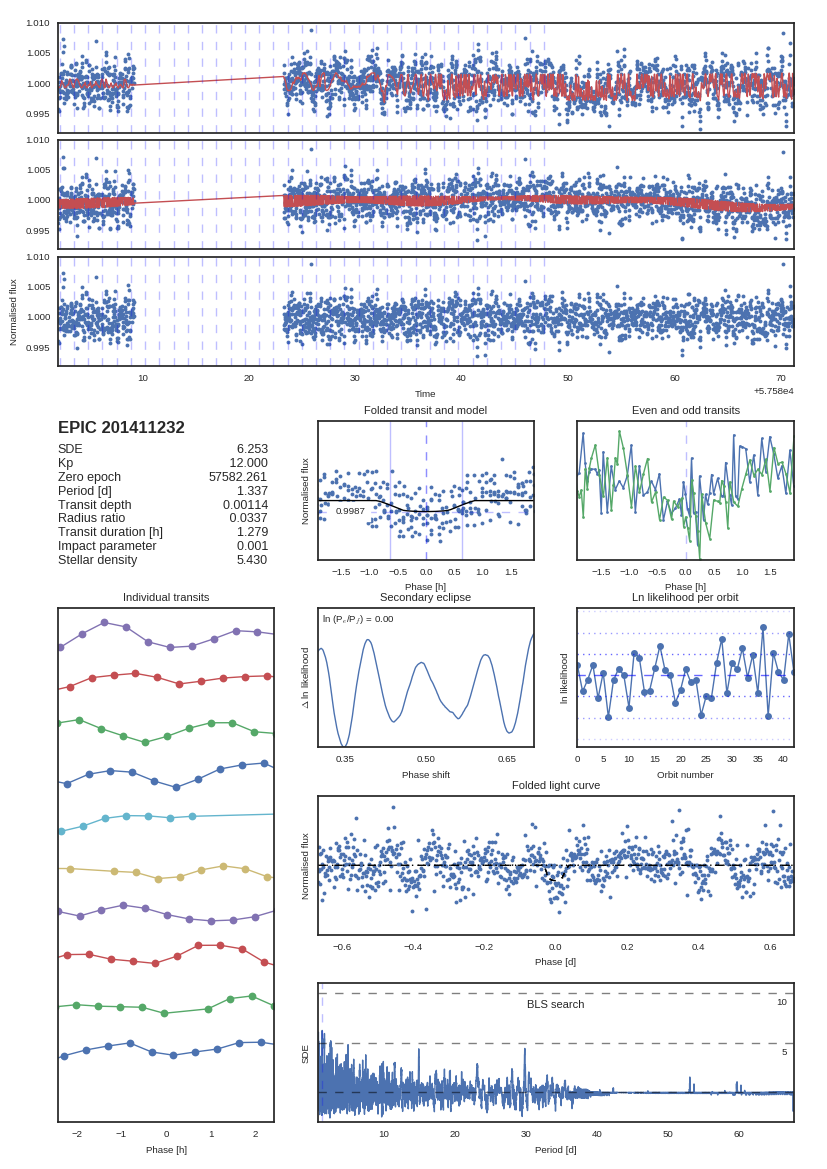 1.010
1.005
1.000
0.995
1.010
1.005
1.000
0.995
1.010
1.005
1.000
0.995
Normalised flux
10 20 30 40 50 60 70
Time
+5.758e4
EPIC 201411232
SDE 6.253
Kp 12.000
Zero epoch 57582.261
Period [d] 1.337
Transit depth 0.00114
Radius ratio 0.0337
Transit duration [h] 1.279
Impact parameter 0.001
Stellar density 5.430
Folded transit and model
Normalised flux
0.9987
−1.5 −1.0 −0.5 0.0 0.5 1.0 1.5
Phase [h]
Even and odd transits
−1.5 −1.0 −0.5 0.0 0.5 1.0 1.5
Phase [h]
Individual transits
−2 −1 0 1 2
Phase [h]
Secondary eclipse
Δ ln likelihood
0.35 0.50 0.65
Phase shift
Ln likelihood per orbit
ln likelihood
0 5 10 15 20 25 30 35 40
Orbit number
Folded light curve
Normalised flux
−0.6 −0.4 −0.2 0.0 0.2 0.4 0.6
Phase [d]
BLS search
10
5
SDE
10 20 30 40 50 60
Period [d]